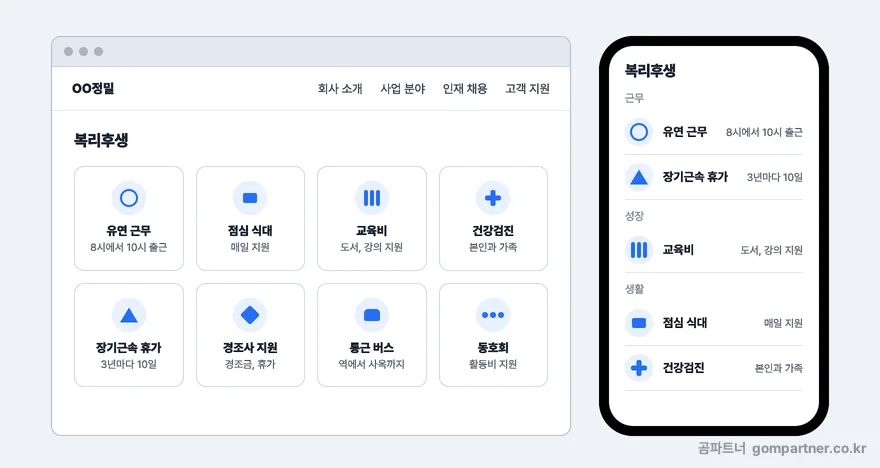 OO정밀
회사 소개 사업 분야 인재 채용 고객 지원
복리후생
유연 근무
8시에서 10시 출근
점심 식대
매일 지원
교육비
도서, 강의 지원
건강검진
본인과 가족
장기근속 휴가
3년마다 10일
경조사 지원
경조금, 휴가
통근 버스
역에서 사옥까지
동호회
활동비 지원
복리후생
근무
유연 근무 8시에서 10시 출근
장기근속 휴가 3년마다 10일
성장
교육비 도서, 강의 지원
생활
점심 식대 매일 지원
건강검진 본인과 가족
곰파트너 gompartner.co.kr